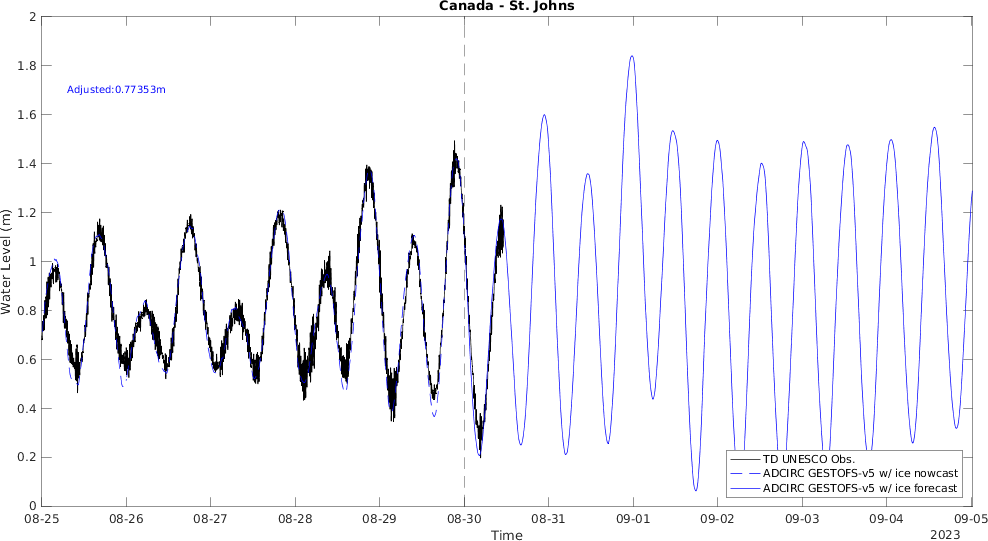 Canada - St. Johns
2
1.8
Adjusted:0.77353m
1.6
1.4
1.2
1
Water Level (m)
0.8
0.6
0.4
0.2
0
TD UNESCO Obs.
ADCIRC GESTOFS-v5 w/ ice nowcast
ADCIRC GESTOFS-v5 w/ ice forecast
08-25 08-26 08-27 08-28 08-29 08-30 08-31 09-01 09-02 09-03 09-04 09-05
Time
2023